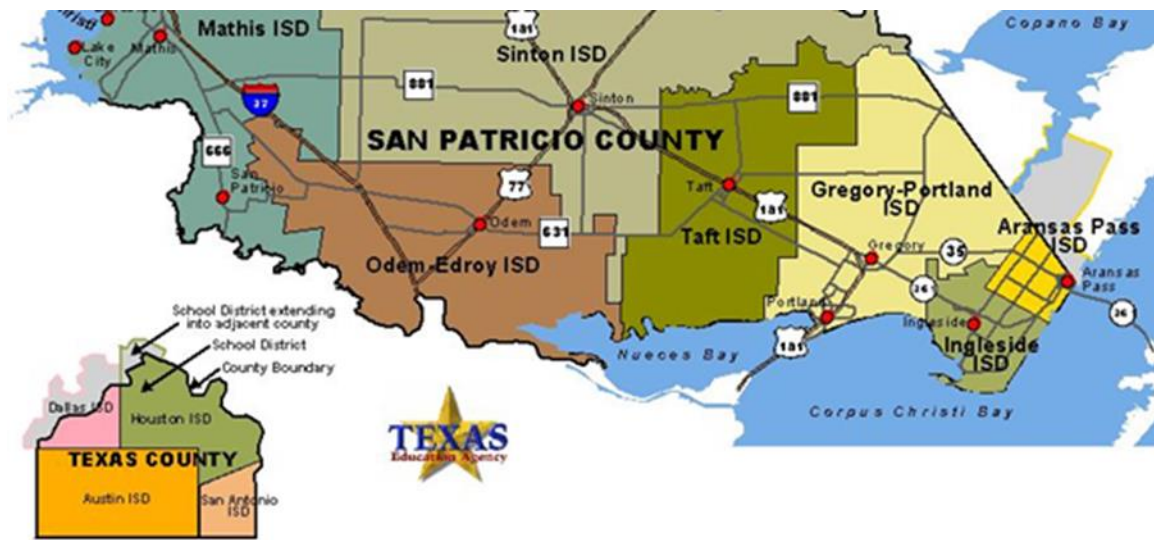 181
Copano Bay
Christi
Mathis ISD
Lake
City
Mathis
Sinton ISD
881
37
Sinton
881
SAN PATRICIO COUNTY
666
San
Patricio
77
Taft
181
Gregory-Portland
ISD
Odem
631
Taft ISD
Aransas Pass
ISD
Odem-Edroy ISD
Gregory
35
Aransas
Pass
361
361
Portland
Ingleside
Ingleside
ISD
181
Nueces Bay
Corpus Christi Bay
School District extending
into adjacent county
School District
County Boundary
Dallas ISD
Houston ISD
TEXAS COUNTY
Austin ISD
San Antonio
ISD
TEXAS
Education Agency